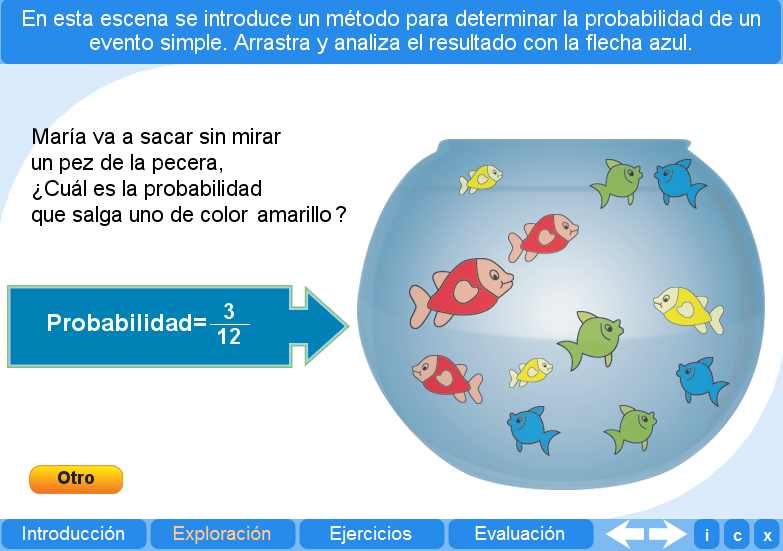 En esta escena se introduce un método para determinar la probabilidad de un
evento simple. Arrastra y analiza el resultado con la flecha azul.
María va a sacar sin mirar
un pez de la pecera,
¿Cuál es la probabilidad
que salga uno de color amarillo ?
Probabilidad= 3
12
Otro
Introducción Exploración Ejercicios Evaluación i c x